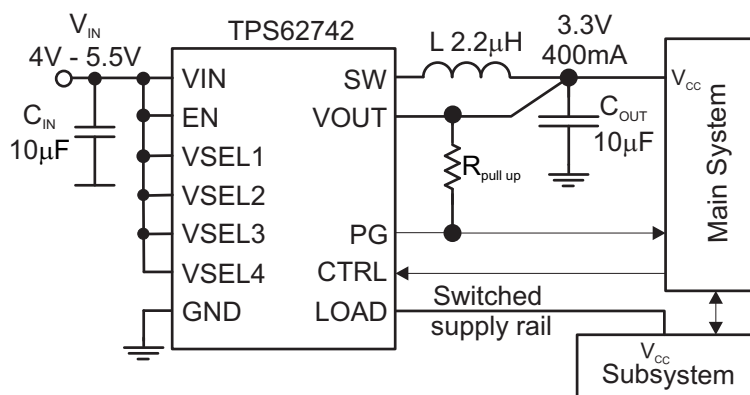 TPS62742
V_IN
4V - 5.5V
C_IN
10μF
VIN
EN
VSEL1
VSEL2
VSEL3
VSEL4
GND
SW
VOUT
PG
CTRL
LOAD
L 2.2μH
3.3V
400mA
C_OUT
10μF
R_pull up
Switched
supply rail
V_CC
Main System
V_CC
Subsystem